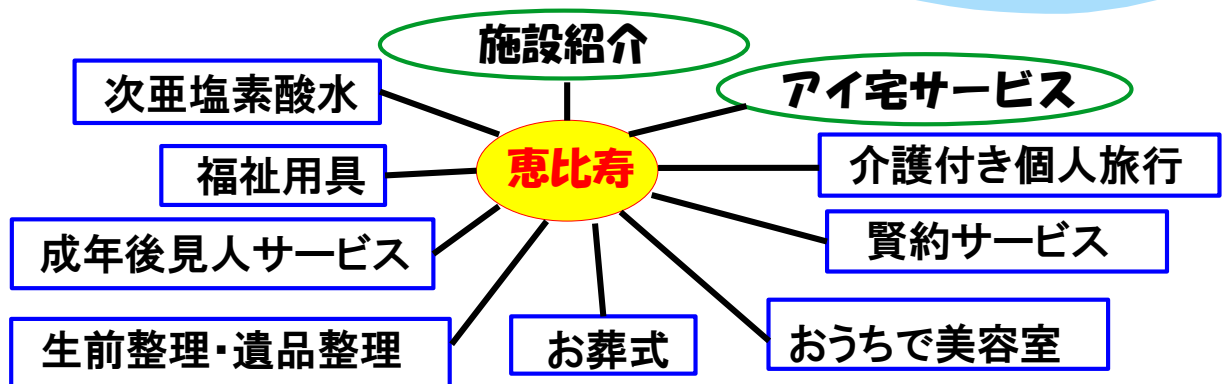 施設紹介
次亜塩素酸水
アイ宅サービス
福祉用具
恵比寿
介護付き個人旅行
成年後見人サービス
賢約サービス
生前整理・遺品整理
お葬式
おうちで美容室